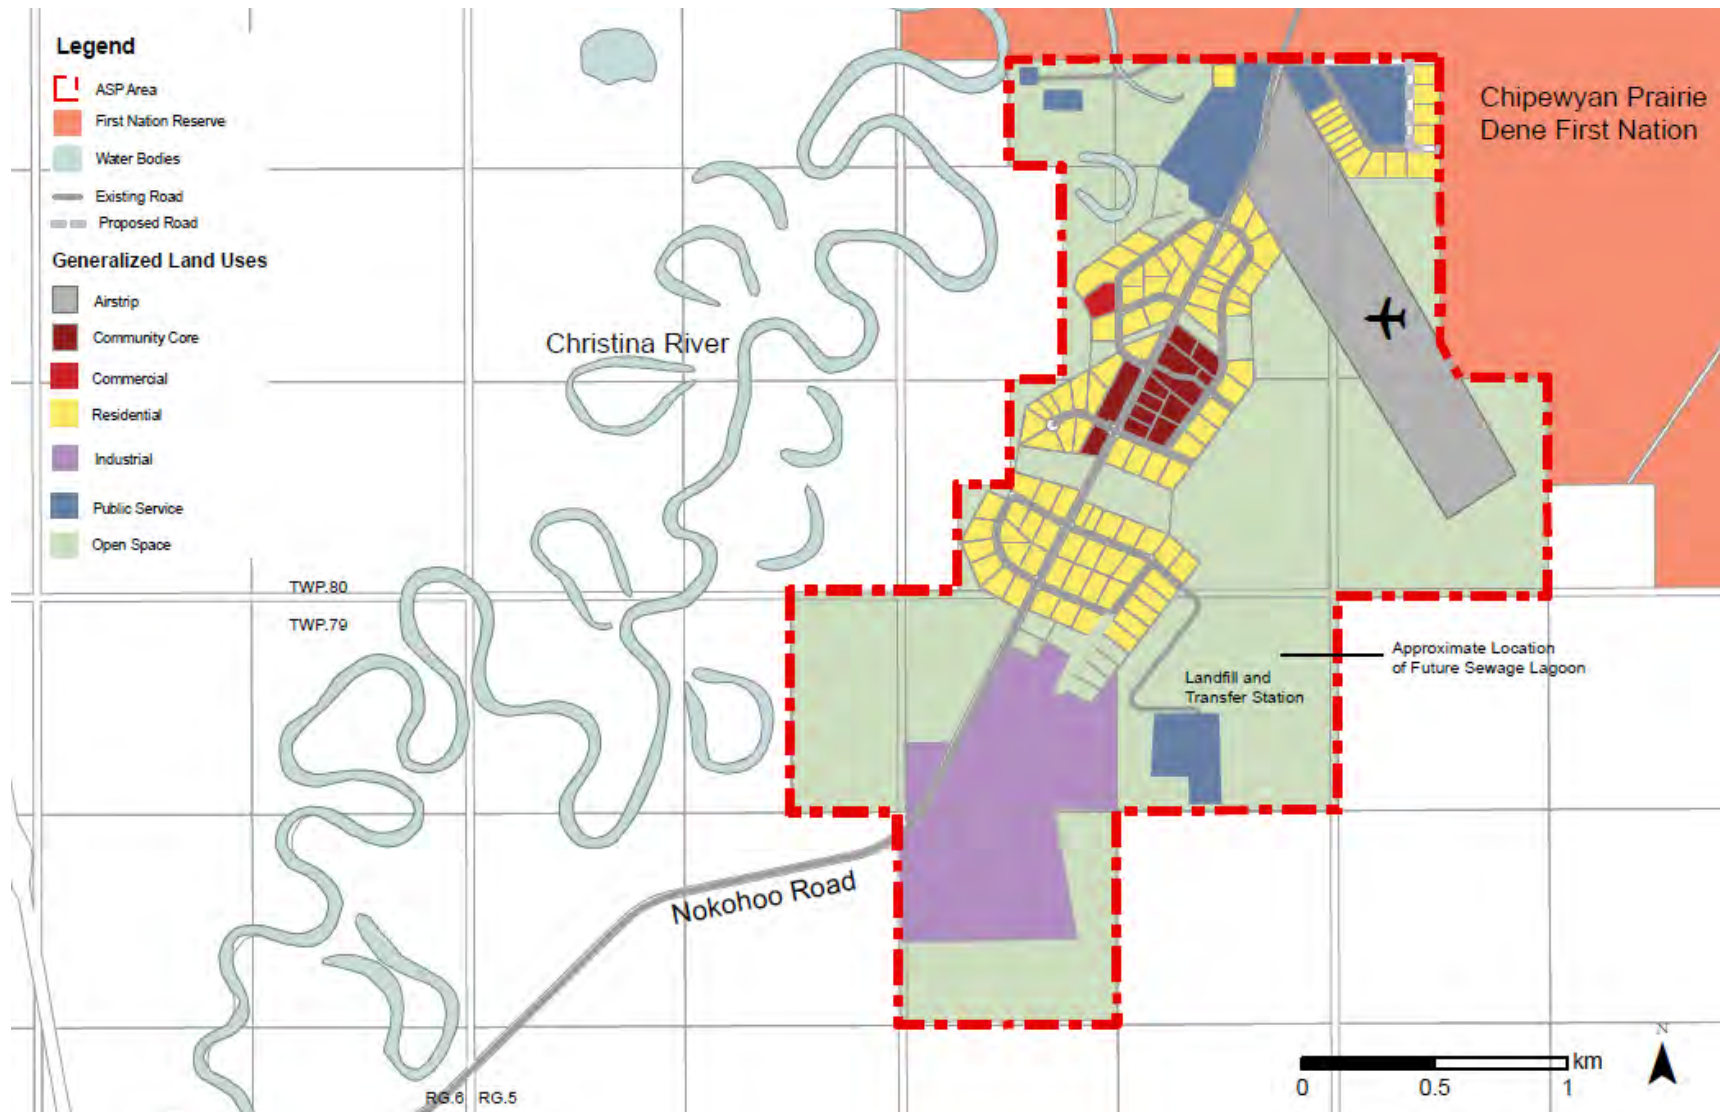 Legend
ASP Area
First Nation Reserve
Water Bodies
Existing Road
Proposed Road
Generalized Land Uses
Airstrip
Community Core
Commercial
Residential
Industrial
Public Service
Open Space
Chipewyan Prairie
Dene First Nation
Christina River
TWP.80
TWP.79
Approximate Location
of Future Sewage Lagoon
Landfill and
Transfer Station
Nokohoo Road
RG.6 RG.5
N
km
0 0.5 1